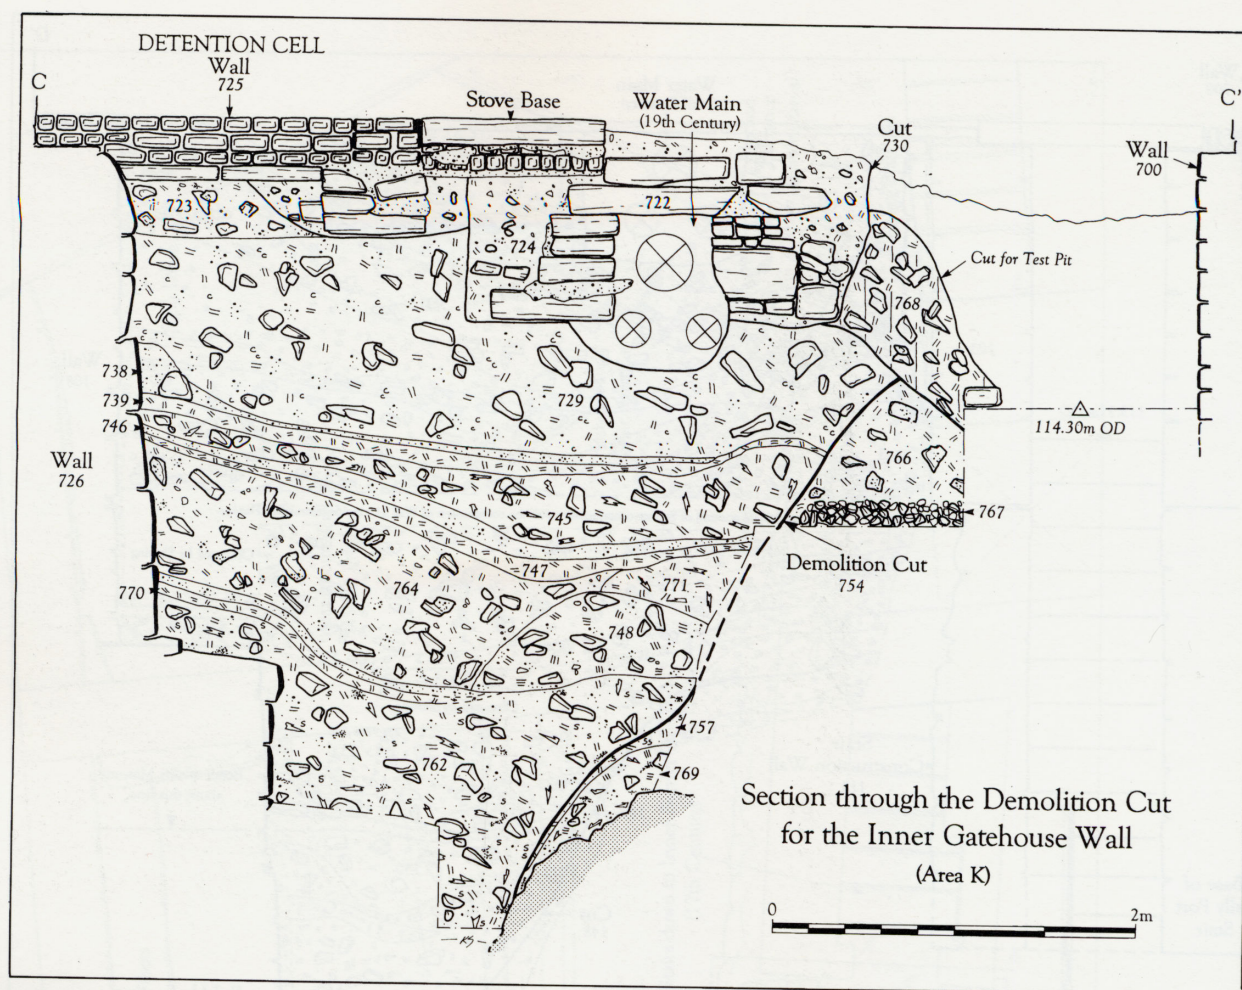 DETENTION CELL
Wall
725
C
Stove Base
Water Main
(19th Century)
Cut
730
C'
Wall
700
723
722
724
Cut for Test Pit
768
738
729
739
114.30m OD
746
766
Wall
726
745
767
747
Demolition Cut
754
771
764
770
748
757
762
769
Section through the Demolition Cut
for the Inner Gatehouse Wall
(Area K)
0
2m
KS